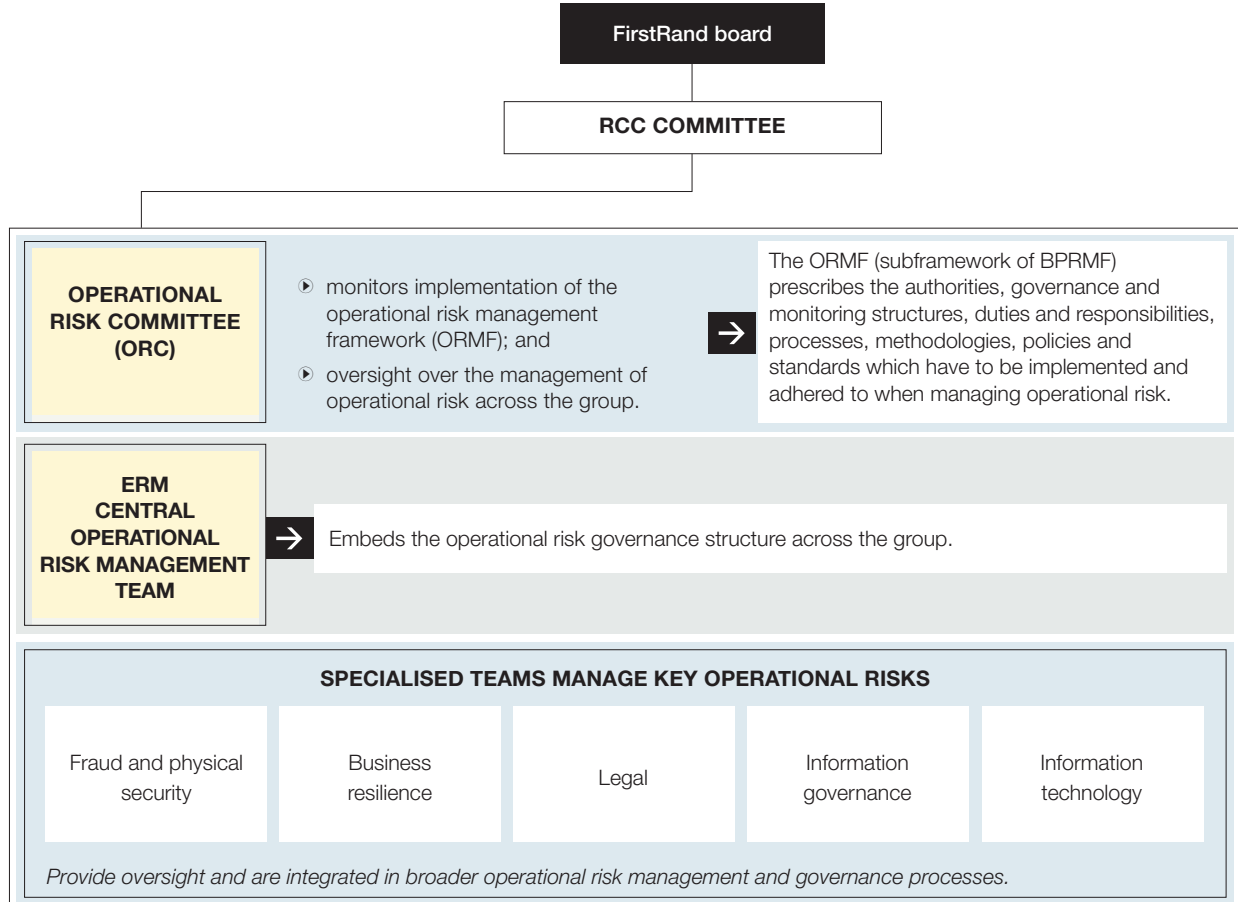 FirstRand board
RCC COMMITTEE
OPERATIONAL
RISK COMMITTEE
(ORC)
monitors implementation of the
operational risk management
framework (ORMF); and
oversight over the management of
operational risk across the group.
The ORMF (subframework of BPRMF)
prescribes the authorities, governance and
monitoring structures, duties and responsibilities,
processes, methodologies, policies and
standards which have to be implemented and
adhered to when managing operational risk.
ERM
CENTRAL
OPERATIONAL
RISK MANAGEMENT
TEAM
Embeds the operational risk governance structure across the group.
SPECIALISED TEAMS MANAGE KEY OPERATIONAL RISKS
Fraud and physical
security
Business
resilience
Legal
Information
governance
Information
technology
Provide oversight and are integrated in broader operational risk management and governance processes.